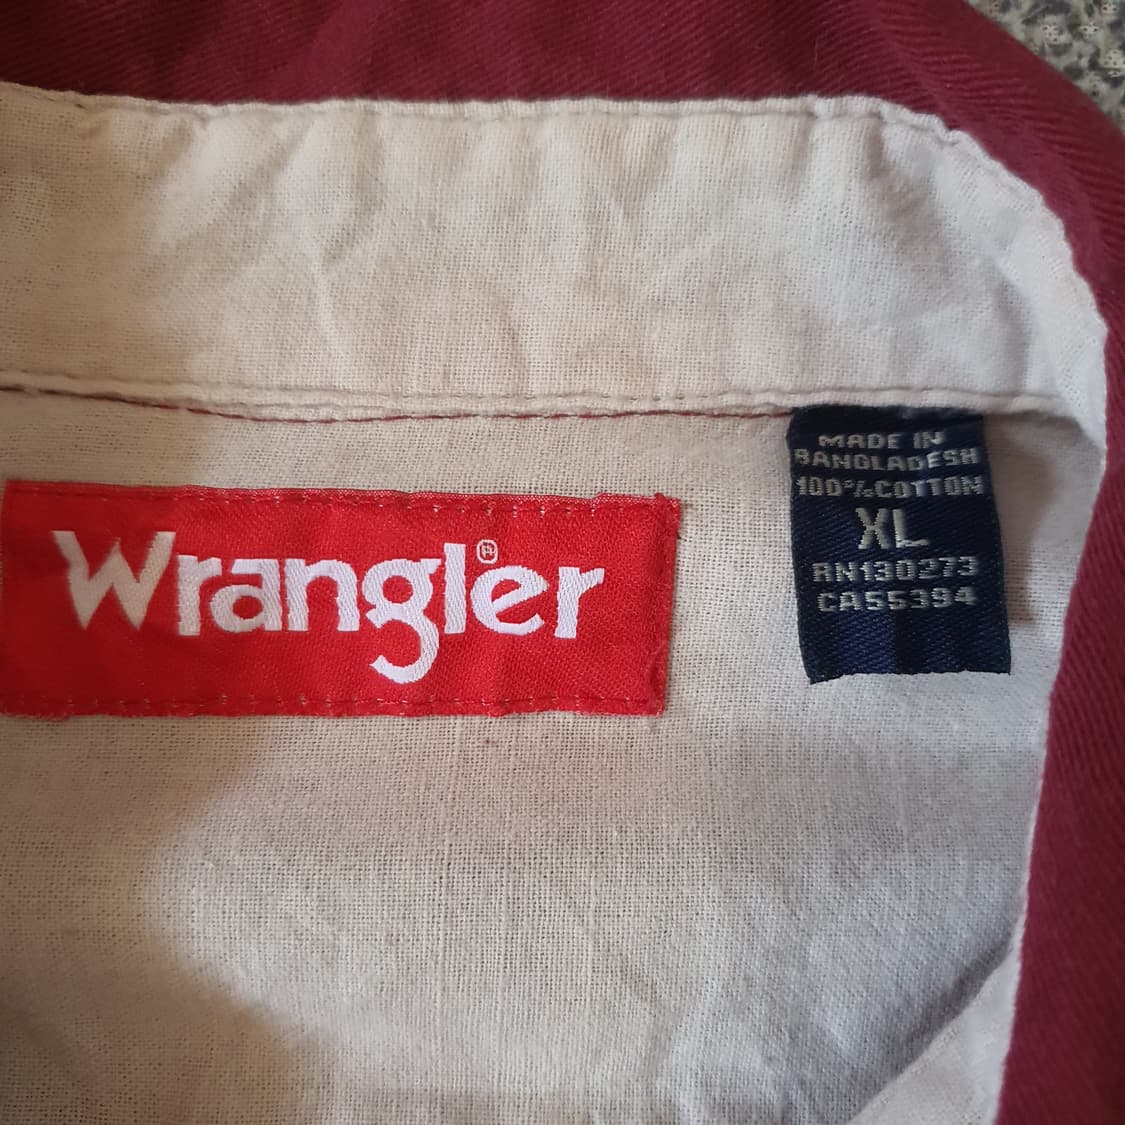 Wrangler®
MADE IN
BANGLADESH
100% COTTON
XL
RN130273
CA55394